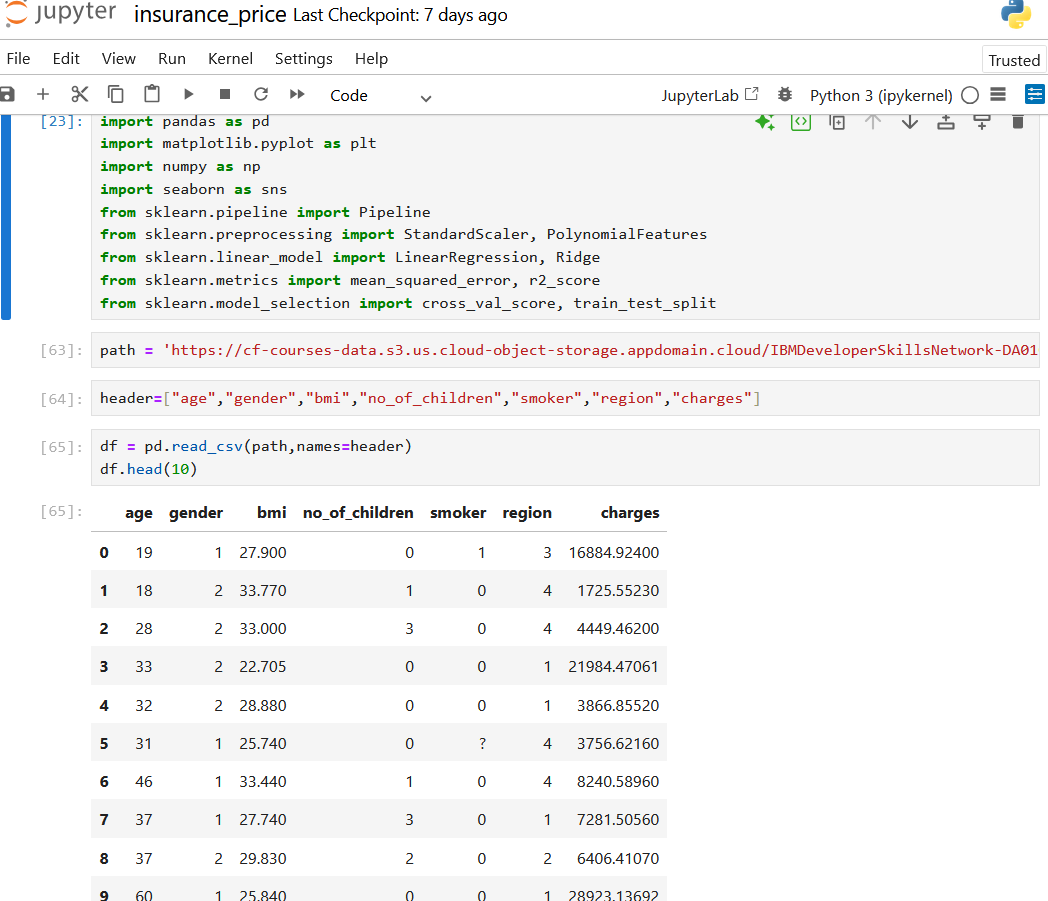 jupyter insurance_price Last Checkpoint: 7 days ago
File Edit View Run Kernel Settings Help
Trusted
Code
JupyterLab
Python 3 (ipykernel)
[23]: import pandas as pd
import matplotlib.pyplot as plt
import numpy as np
import seaborn as sns
from sklearn.pipeline import Pipeline
from sklearn.preprocessing import StandardScaler, PolynomialFeatures
from sklearn.linear_model import LinearRegression, Ridge
from sklearn.metrics import mean_squared_error, r2_score
from sklearn.model_selection import cross_val_score, train_test_split
[63]: path = 'https://cf-courses-data.s3.us.cloud-object-storage.appdomain.cloud/IBMDeveloperSkillsNetwork-DA01
[64]: header=["age","gender","bmi","no_of_children","smoker","region","charges"]
[65]: df = pd.read_csv(path,names=header)
df.head(10)
[65]: age gender bmi no_of_children smoker region charges
0 19 1 27.900 0 1 3 16884.92400
1 18 2 33.770 1 0 4 1725.55230
2 28 2 33.000 3 0 4 4449.46200
3 33 2 22.705 0 0 1 21984.47061
4 32 2 28.880 0 0 1 3866.85520
5 31 1 25.740 0 ? 4 3756.62160
6 46 1 33.440 1 0 4 8240.58960
7 37 1 27.740 3 0 1 7281.50560
8 37 2 29.830 2 0 2 6406.41070
9 60 1 25.840 0 0 1 28923.13692